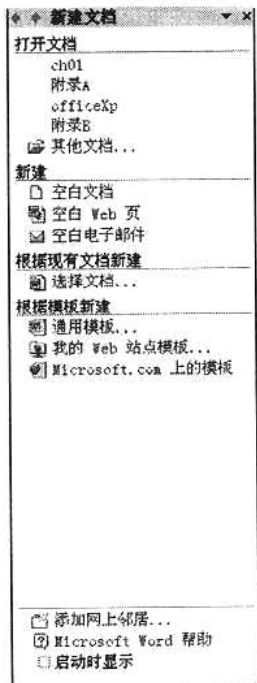 新建文档
打开文档
ch01
附录A
officeXp
附录B
其他文档...
新建
空白文档
空白 Web 页
空白电子邮件
根据现有文档新建
选择文档...
根据模板新建
通用模板...
我的 Web 站点模板...
Microsoft.com 上的模板
添加网上邻居...
Microsoft Word 帮助
启动时显示